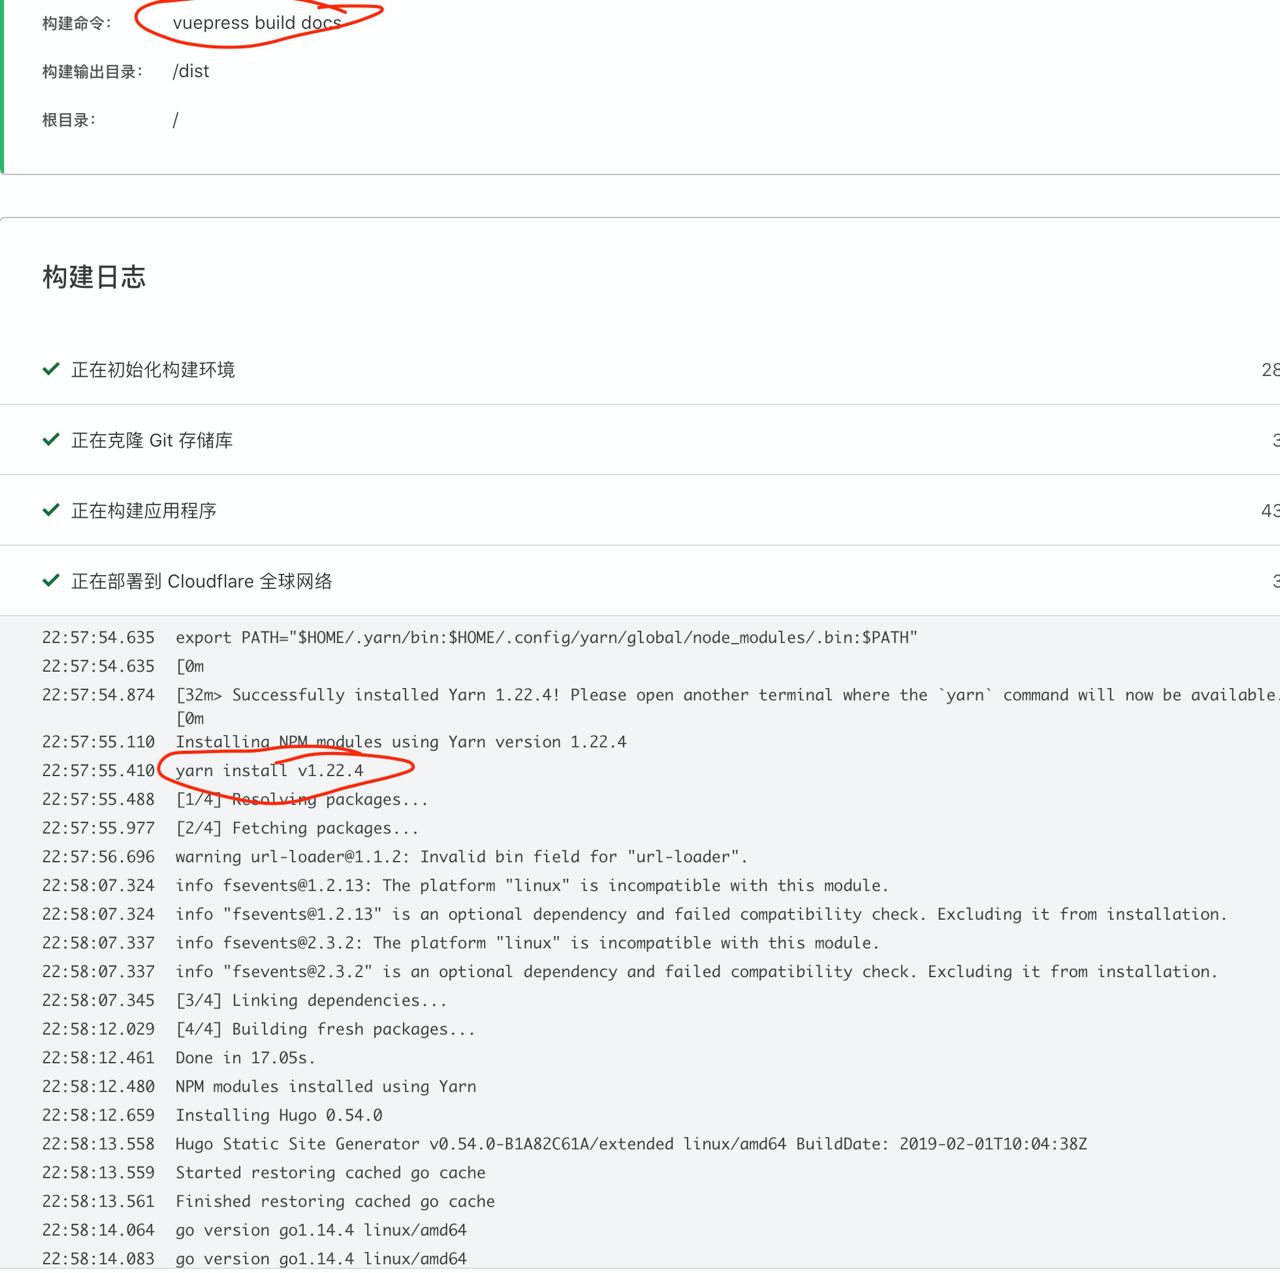 构建命令: vuepress build docs
构建输出目录: /dist
根目录: /
构建日志
正在初始化构建环境 28
正在克隆 Git 存储库 3
正在构建应用程序 43
正在部署到 Cloudflare 全球网络 3
22:57:54.635 export PATH="$HOME/.yarn/bin:$HOME/.config/yarn/global/node_modules/.bin:$PATH"
22:57:54.635 [0m
22:57:54.874 [32m> Successfully installed Yarn 1.22.4! Please open another terminal where the `yarn` command will now be available.
[0m
22:57:55.110 Installing NPM modules using Yarn version 1.22.4
22:57:55.410 yarn install v1.22.4
22:57:55.488 [1/4] Resolving packages...
22:57:55.977 [2/4] Fetching packages...
22:57:56.696 warning url-loader@1.1.2: Invalid bin field for "url-loader".
22:58:07.324 info fsevents@1.2.13: The platform "linux" is incompatible with this module.
22:58:07.324 info "fsevents@1.2.13" is an optional dependency and failed compatibility check. Excluding it from installation.
22:58:07.337 info fsevents@2.3.2: The platform "linux" is incompatible with this module.
22:58:07.337 info "fsevents@2.3.2" is an optional dependency and failed compatibility check. Excluding it from installation.
22:58:07.345 [3/4] Linking dependencies...
22:58:12.029 [4/4] Building fresh packages...
22:58:12.461 Done in 17.05s.
22:58:12.480 NPM modules installed using Yarn
22:58:12.659 Installing Hugo 0.54.0
22:58:13.558 Hugo Static Site Generator v0.54.0-B1A82C61A/extended linux/amd64 BuildDate: 2019-02-01T10:04:38Z
22:58:13.559 Started restoring cached go cache
22:58:13.561 Finished restoring cached go cache
22:58:14.064 go version go1.14.4 linux/amd64
22:58:14.083 go version go1.14.4 linux/amd64